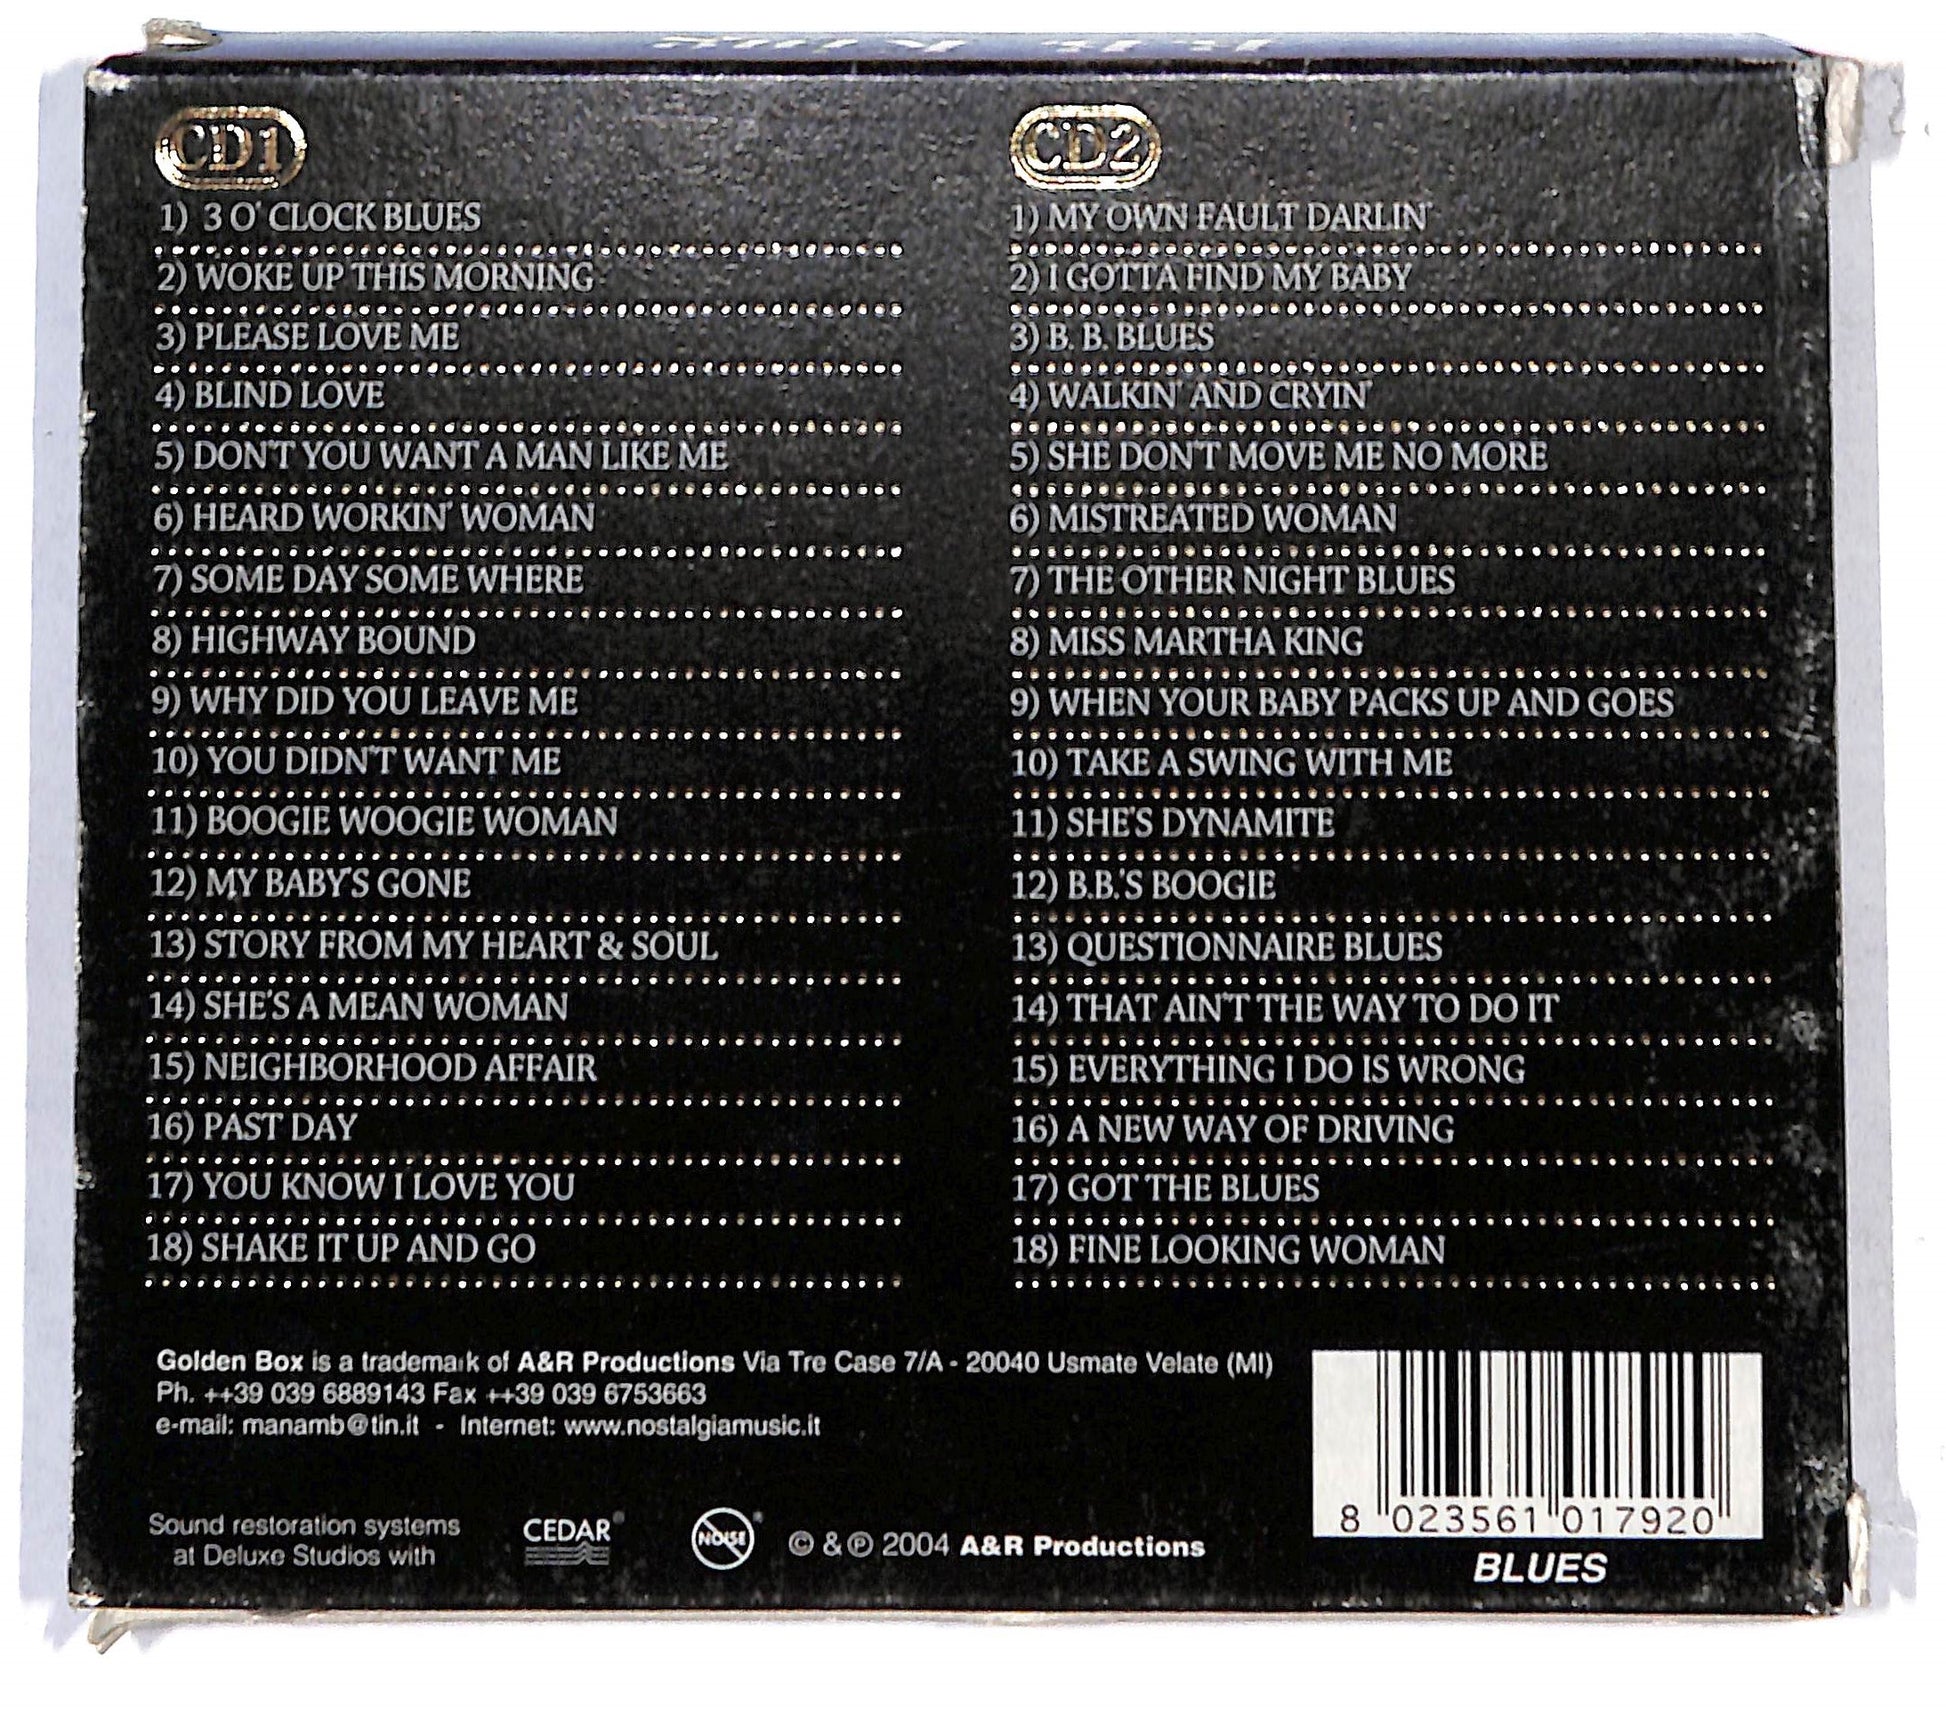 B.B. King
CD1
1) 3 O' CLOCK BLUES
2) WOKE UP THIS MORNING
3) PLEASE LOVE ME
4) BLIND LOVE
5) DON'T YOU WANT A MAN LIKE ME
6) HEARD WORKIN' WOMAN
7) SOME DAY SOME WHERE
8) HIGHWAY BOUND
9) WHY DID YOU LEAVE ME
10) YOU DIDN'T WANT ME
11) BOOGIE WOOGIE WOMAN
12) MY BABY'S GONE
13) STORY FROM MY HEART & SOUL
14) SHE'S A MEAN WOMAN
15) NEIGHBORHOOD AFFAIR
16) PAST DAY
17) YOU KNOW I LOVE YOU
18) SHAKE IT UP AND GO
CD2
1) MY OWN FAULT DARLIN'
2) I GOTTA FIND MY BABY
3) B. B. BLUES
4) WALKIN' AND CRYIN'
5) SHE DON'T MOVE ME NO MORE
6) MISTREATED WOMAN
7) THE OTHER NIGHT BLUES
8) MISS MARTHA KING
9) WHEN YOUR BABY PACKS UP AND GOES
10) TAKE A SWING WITH ME
11) SHE'S DYNAMITE
12) B.B.'S BOOGIE
13) QUESTIONNAIRE BLUES
14) THAT AIN'T THE WAY TO DO IT
15) EVERYTHING I DO IS WRONG
16) A NEW WAY OF DRIVING
17) GOT THE BLUES
18) FINE LOOKING WOMAN
Golden Box is a trademark of A&R Productions Via Tre Case 7/A - 20040 Usmate Velate (MI)
Ph. ++39 039 6889143 Fax ++39 039 6753663
e-mail: manamb@tin.it - Internet: www.nostalgiamusic.it
Sound restoration systems
at Deluxe Studios with
CEDAR®
NOISE®
© & ℗ 2004 A&R Productions
8 023561 017920
BLUES